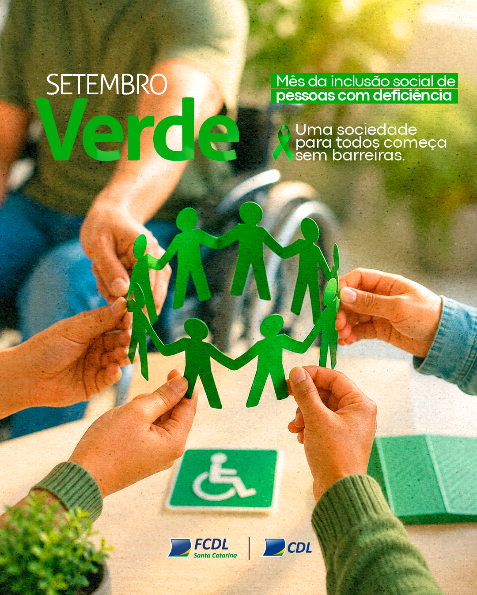 SETEMBRO
Verde
Mês da inclusão social de
pessoas com deficiência
Uma sociedade
para todos começa
sem barreiras.
FCDL
Santa Catarina
CDL